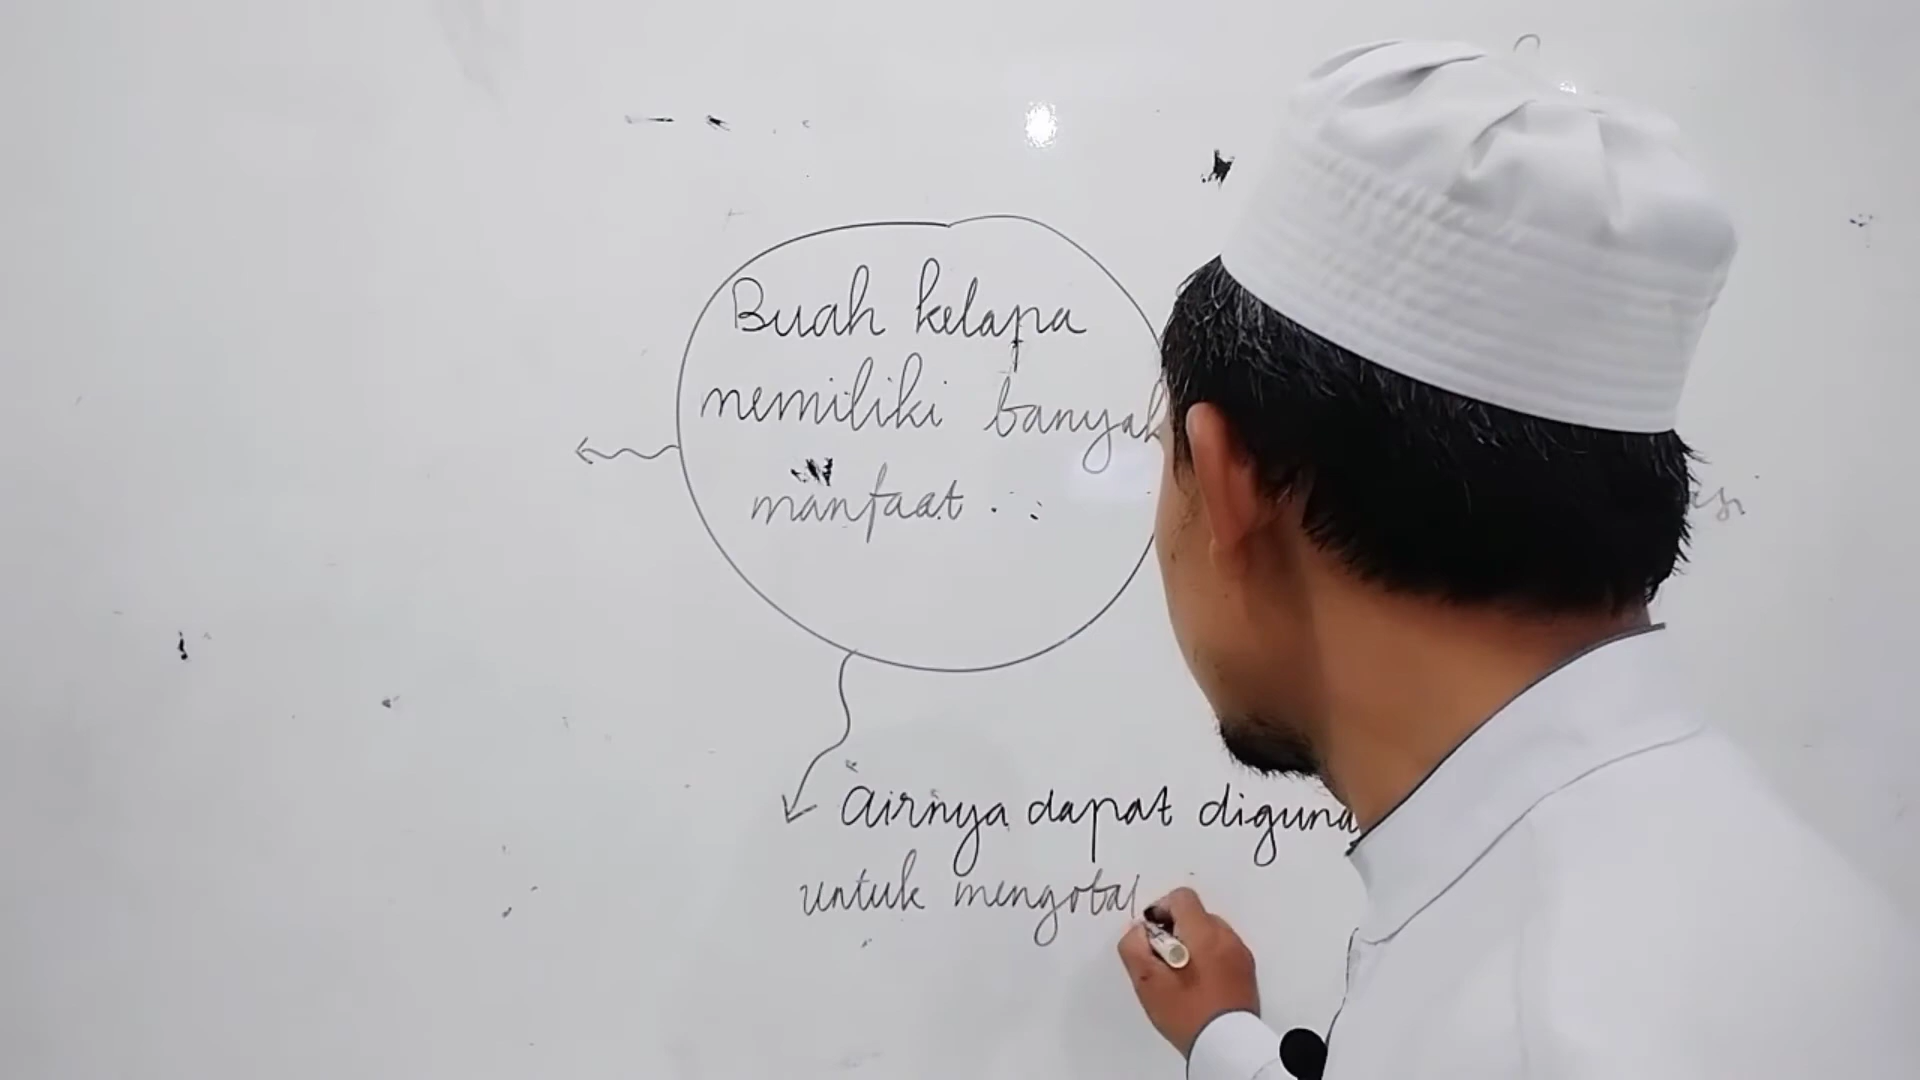 Buah kelapa
memiliki banyak
manfaat . . :
Airnya dapat diguna
untuk mengobat